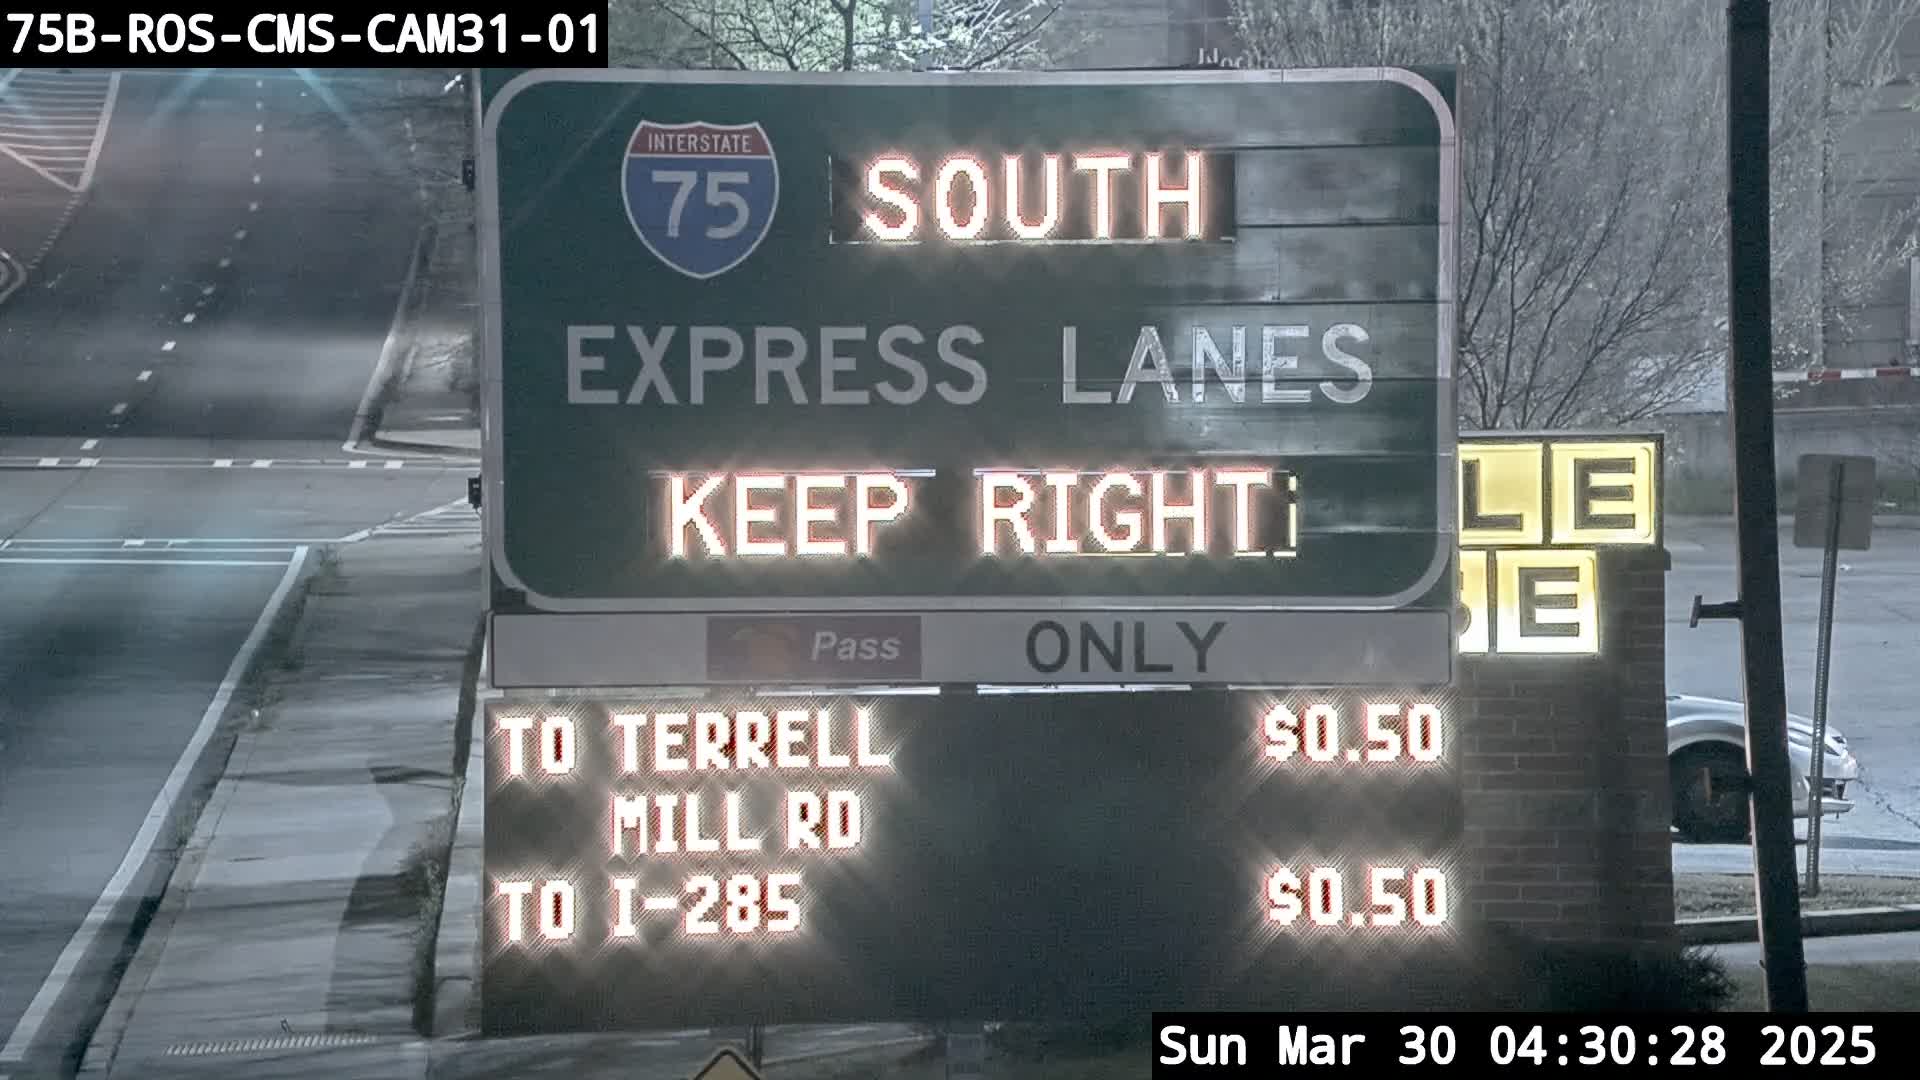 75B-ROS-CMS-CAM31-01
INTERSTATE
75
SOUTH
EXPRESS LANES
KEEP RIGHT
Pass ONLY
TO TERRELL $0.50
MILL RD
TO I-285 $0.50
LE
E
Sun Mar 30 04:30:28 2025